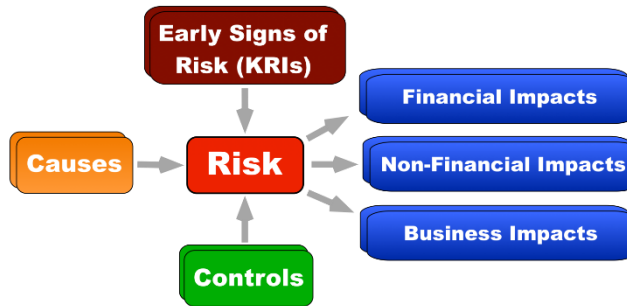 Early Signs of
Risk (KRIs)
Financial Impacts
Causes
Risk
Non-Financial Impacts
Business Impacts
Controls